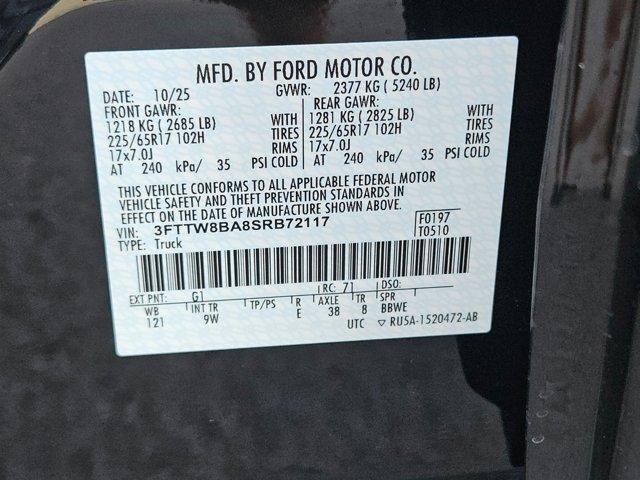 MFD. BY FORD MOTOR CO.
DATE: 10/25 GVWR: 2377 KG ( 5240 LB)
FRONT GAWR: REAR GAWR:
1218 KG ( 2685 LB) WITH 1281 KG ( 2825 LB) WITH
225/65R17 102H TIRES 225/65R17 102H TIRES
17x7.0J RIMS 17x7.0J RIMS
AT 240 kPa/ 35 PSI COLD AT 240 kPa/ 35 PSI COLD
THIS VEHICLE CONFORMS TO ALL APPLICABLE FEDERAL MOTOR
VEHICLE SAFETY AND THEFT PREVENTION STANDARDS IN
EFFECT ON THE DATE OF MANUFACTURE SHOWN ABOVE.
VIN: 3FTTW8BA8SRB72117 F0197
TYPE: Truck T0510
RC: 71 DSO:
EXT PNT: G1
WB INT TR TP/PS R AXLE TR SPR
121 9W E 38 8 BBWE
UTC ▽ RU5A-1520472-AB